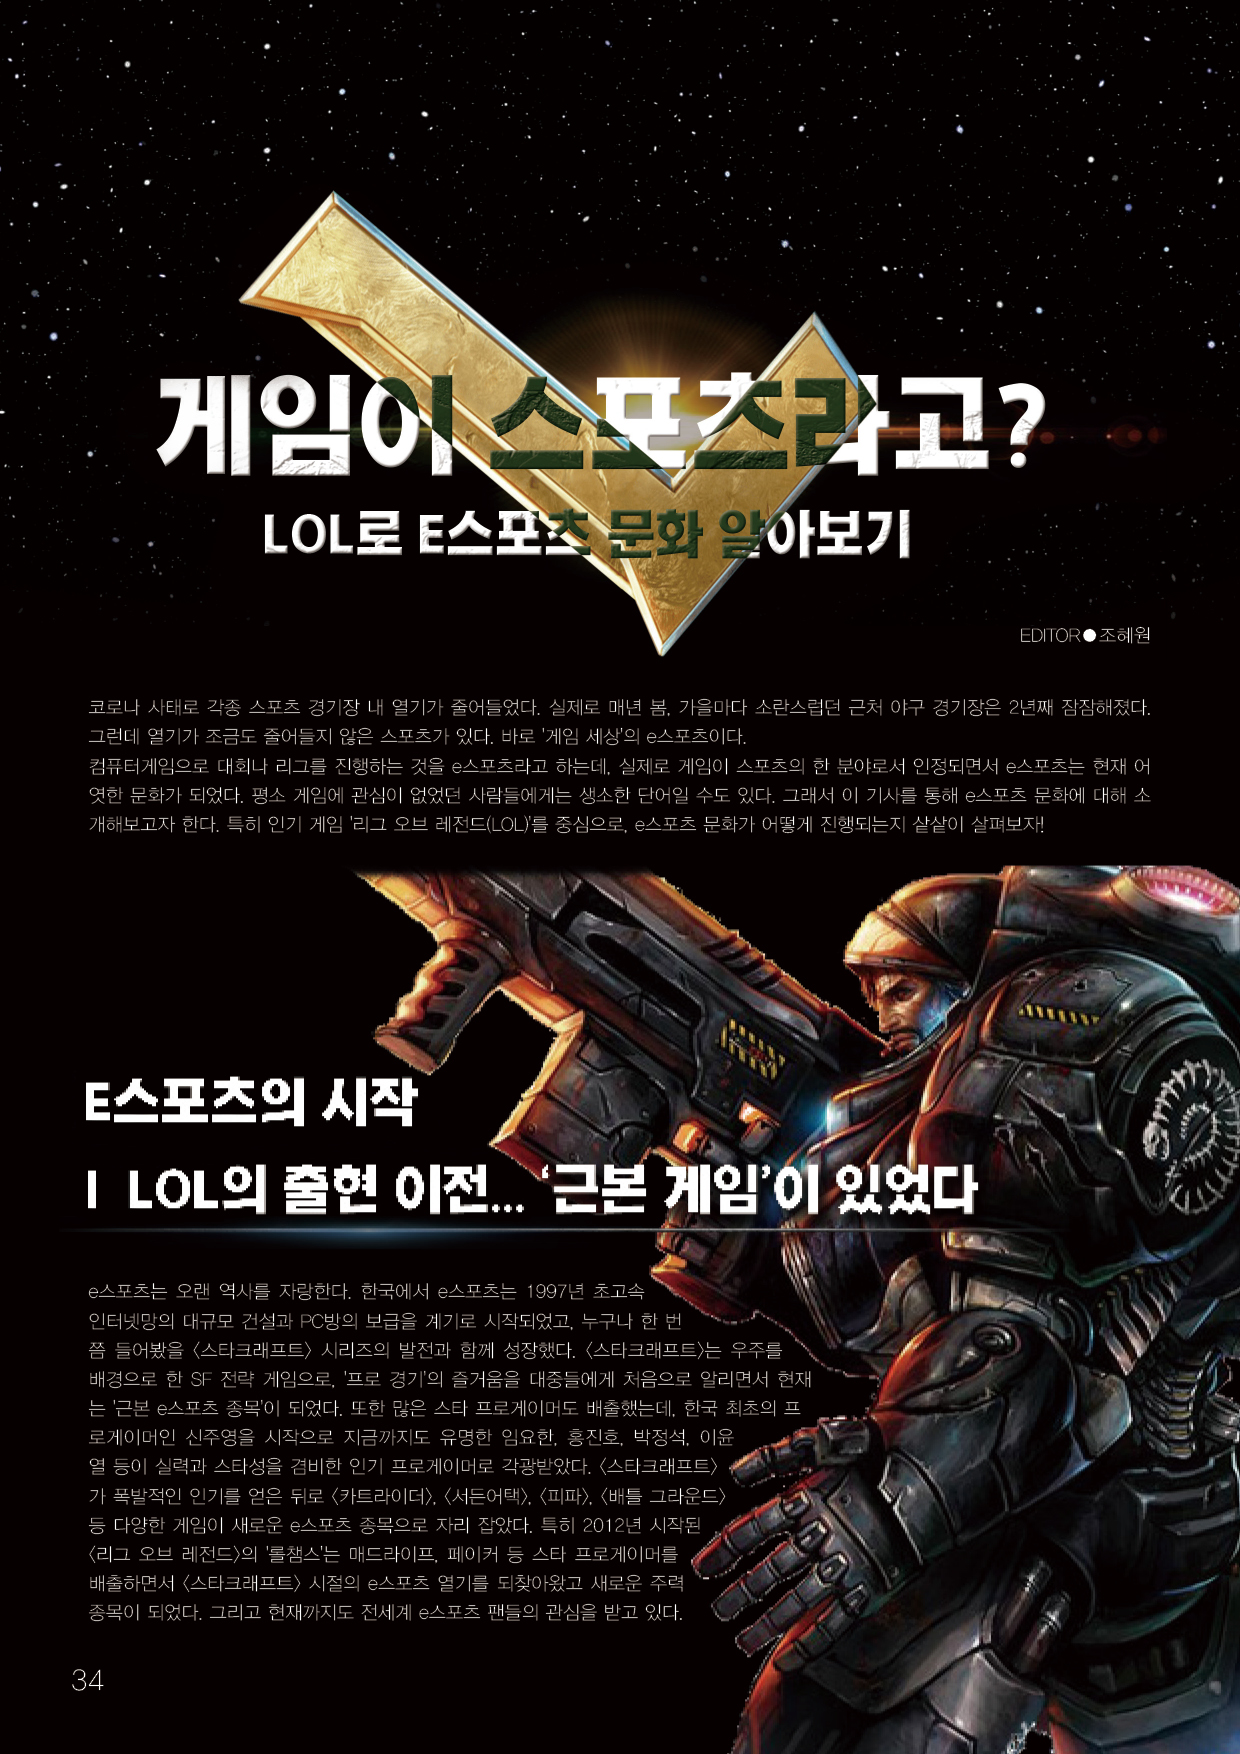 게임이 스포츠라고?
LOL로 E스포츠 문화 알아보기
EDITOR●조혜원
코로나 사태로 각종 스포츠 경기장 내 열기가 줄어들었다. 실제로 매년 봄, 가을마다 소란스럽던 근처 야구 경기장은 2년째 잠잠해졌다.
그런데 열기가 조금도 줄어들지 않은 스포츠가 있다. 바로 '게임 세상'의 e스포츠이다.
컴퓨터게임으로 대회나 리그를 진행하는 것을 e스포츠라고 하는데, 실제로 게임이 스포츠의 한 분야로서 인정되면서 e스포츠는 현재 어
엿한 문화가 되었다. 평소 게임에 관심이 없었던 사람들에게는 생소한 단어일 수도 있다. 그래서 이 기사를 통해 e스포츠 문화에 대해 소
개해보고자 한다. 특히 인기 게임 '리그 오브 레전드(LOL)'를 중심으로, e스포츠 문화가 어떻게 진행되는지 샅샅이 살펴보자!
E스포츠의 시작
I LOL의 출현 이전... ‘근본 게임’이 있었다
e스포츠는 오랜 역사를 자랑한다. 한국에서 e스포츠는 1997년 초고속
인터넷망의 대규모 건설과 PC방의 보급을 계기로 시작되었고, 누구나 한 번
쯤 들어봤을 〈스타크래프트〉 시리즈의 발전과 함께 성장했다. 〈스타크래프트〉는 우주를
배경으로 한 SF 전략 게임으로, '프로 경기'의 즐거움을 대중들에게 처음으로 알리면서 현재
는 '근본 e스포츠 종목'이 되었다. 또한 많은 스타 프로게이머도 배출했는데, 한국 최초의 프
로게이머인 신주영을 시작으로 지금까지도 유명한 임요한, 홍진호, 박정석, 이윤
열 등이 실력과 스타성을 겸비한 인기 프로게이머로 각광받았다. 〈스타크래프트〉
가 폭발적인 인기를 얻은 뒤로 〈카트라이더〉, 〈서든어택〉, 〈피파〉, 〈배틀 그라운드〉
등 다양한 게임이 새로운 e스포츠 종목으로 자리 잡았다. 특히 2012년 시작된
〈리그 오브 레전드〉의 '롤챔스'는 매드라이프, 페이커 등 스타 프로게이머를
배출하면서 〈스타크래프트〉 시절의 e스포츠 열기를 되찾아왔고 새로운 주력
종목이 되었다. 그리고 현재까지도 전세계 e스포츠 팬들의 관심을 받고 있다.
34